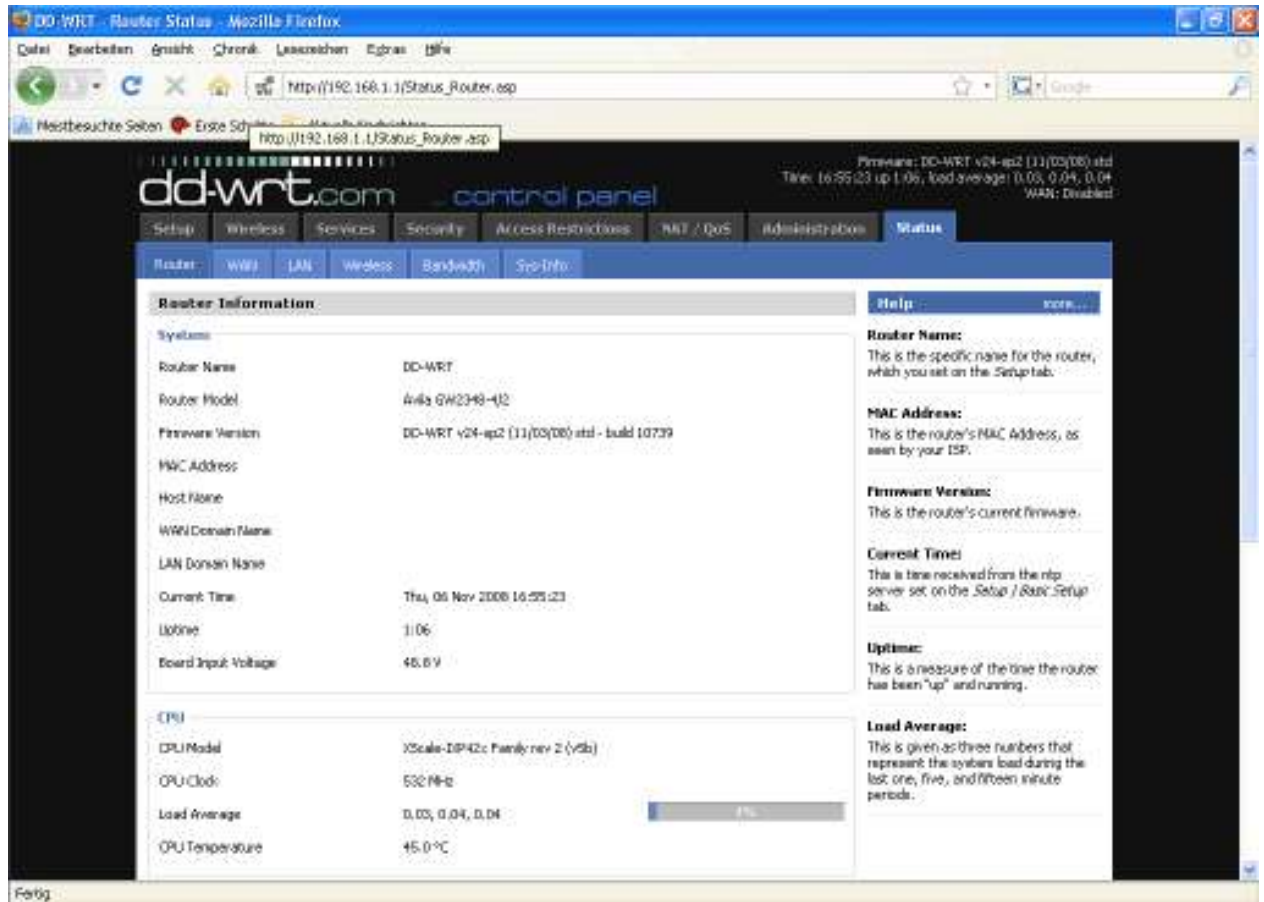 DD-WRT - Router Status - Mozilla Firefox
Datei Bearbeiten Ansicht Chronik Lesezeichen Extras Hilfe
http://192.168.1.1/Status_Router.asp
Google
Meistbesuchte Seiten Erste Schritte
http://192.168.1.1/Status_Router.asp
Firmware: DD-WRT v24-sp2 (11/03/08) std
Time: 16:55:23 up 1:06, load average: 0.03, 0.04, 0.04
WAN: Disabled
dd-wrt.com ... control panel
Setup Wireless Services Security Access Restrictions NAT / QoS Administration Status
Router WAN LAN Wireless Bandwidth Sys-Info
Router Information
System
Router Name DD-WRT
Router Model Avila GW2348-4/2
Firmware Version DD-WRT v24-sp2 (11/03/08) std - build 10739
MAC Address
Host Name
WAN Domain Name
LAN Domain Name
Current Time Thu, 06 Nov 2008 16:55:23
Uptime 1:06
Board Input Voltage
CPU
CPU Model
CPU Clock 532 MHz
Load Average 0.03, 0.04, 0.04
CPU Temperature 45.0 °C
Help more...
Router Name:
This is the specific name for the router,
which you set on the Setup tab.
MAC Address:
This is the router's MAC Address, as
seen by your ISP.
Firmware Version:
This is the router's current firmware.
Current Time:
This is time received from the ntp
server set on the Setup / Basic Setup
tab.
Uptime:
This is a measure of the time the router
has been "up" and running.
Load Average:
This is given as three numbers that
represent the system load during the
last one, five, and fifteen minute
periods.
Fertig